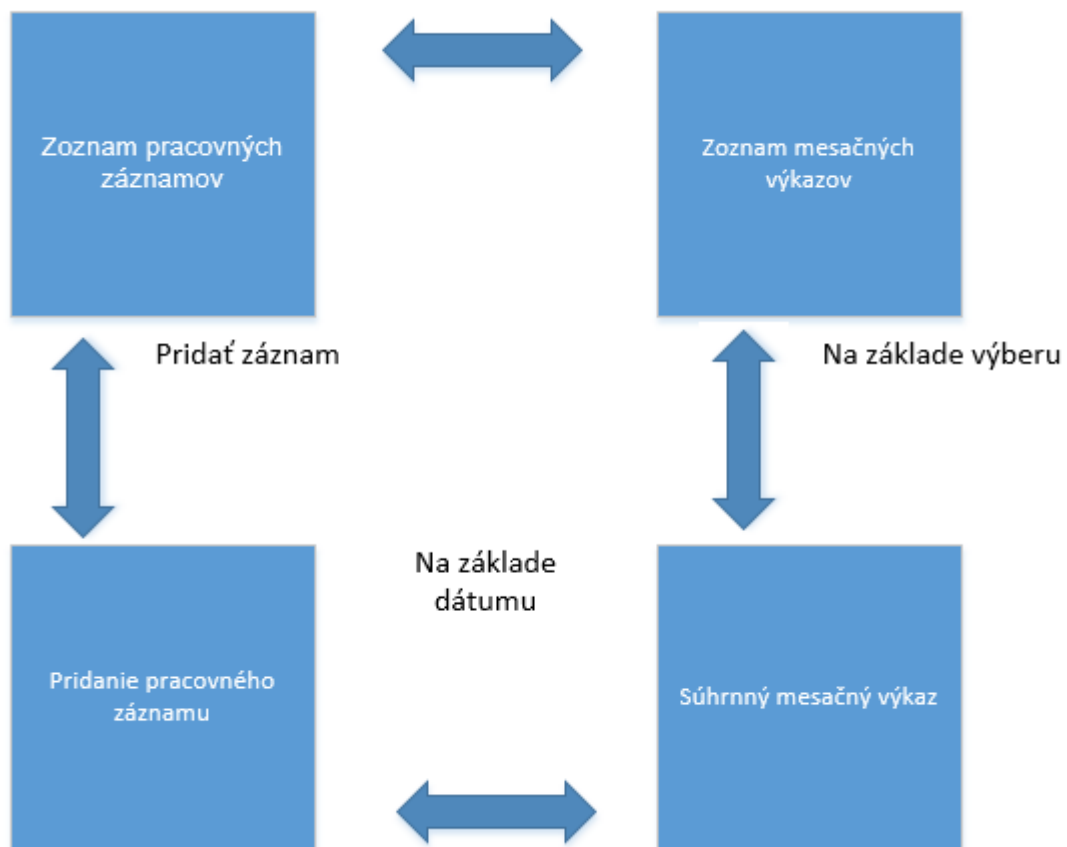 Zoznam pracovných
záznamov
Zoznam mesačných
výkazov
Pridať záznam
Na základe výberu
Na základe
dátumu
Pridanie pracovného
záznamu
Súhrnný mesačný výkaz